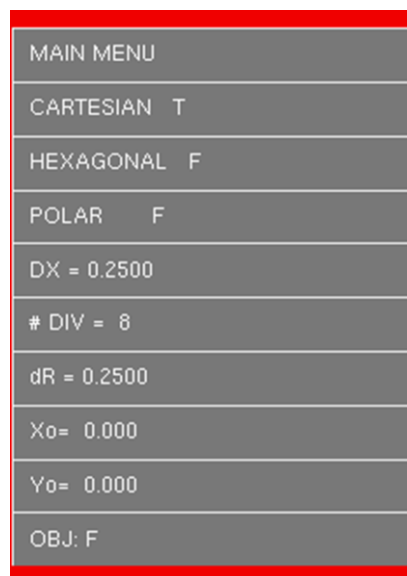 MAIN MENU
CARTESIAN T
HEXAGONAL F
POLAR F
DX = 0.2500
# DIV = 8
dR = 0.2500
Xo= 0.000
Yo= 0.000
OBJ: F